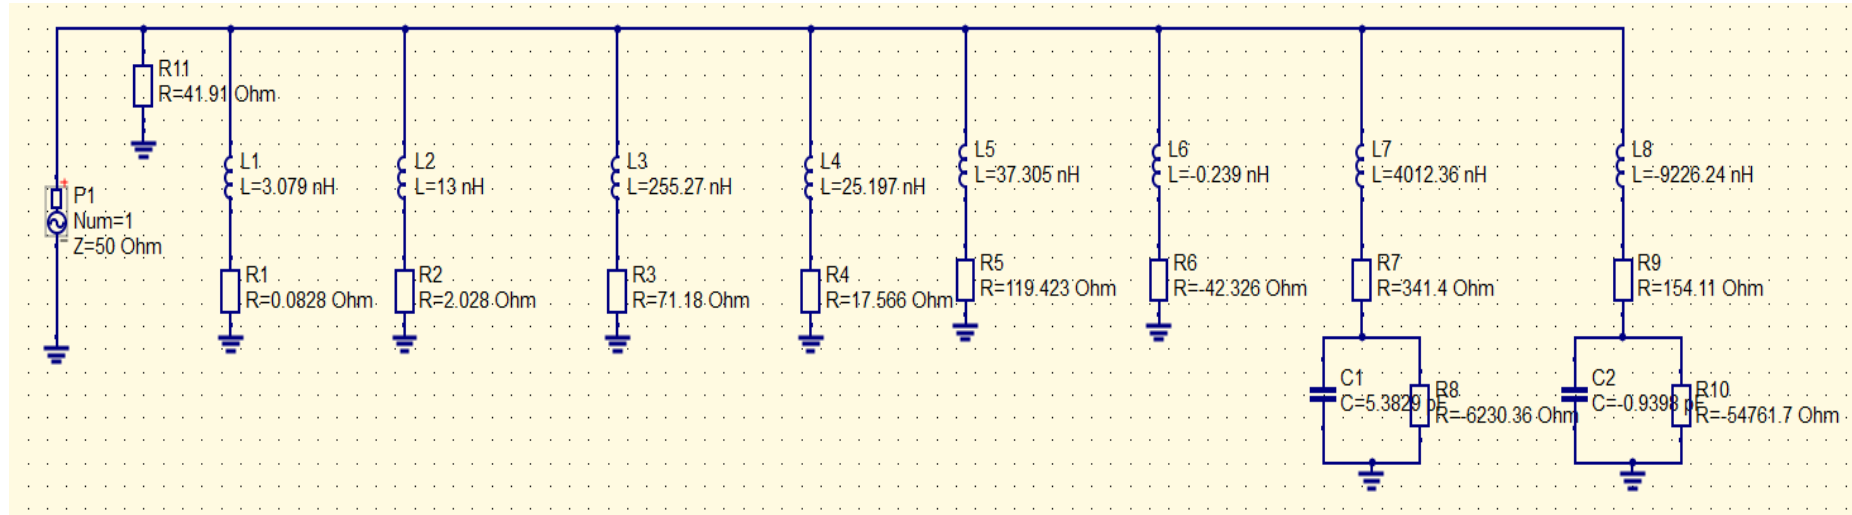 R11
R=41.91 Ohm
P1
Num=1
Z=50 Ohm
L1
L=3.079 nH
R1
R=0.0828 Ohm
L2
L=13 nH
R2
R=2.028 Ohm
L3
L=255.27 nH
R3
R=71.18 Ohm
L4
L=25.197 nH
R4
R=17.566 Ohm
L5
L=37.305 nH
R5
R=119.423 Ohm
L6
L=-0.239 nH
R6
R=-42.326 Ohm
L7
L=4012.36 nH
R7
R=341.4 Ohm
C1
C=5.3829 pF
R8
R=-6230.36 Ohm
L8
L=-9226.24 nH
R9
R=154.11 Ohm
C2
C=-0.9398 pF
R10
R=-54761.7 Ohm